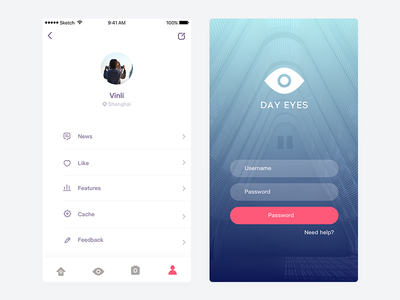 Sketch
9:41 AM
100%
Vinli
Shanghai
News
Like
Features
Cache
Feedback
DAY EYES
Username
Password
Password
Need help?